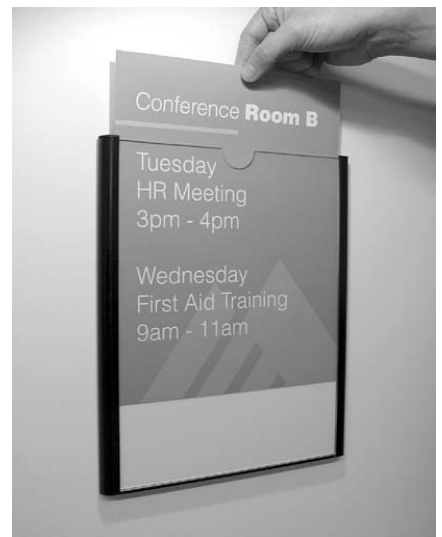 Conference Room B
Tuesday
HR Meeting
3pm - 4pm
Wednesday
First Aid Training
9am - 11am